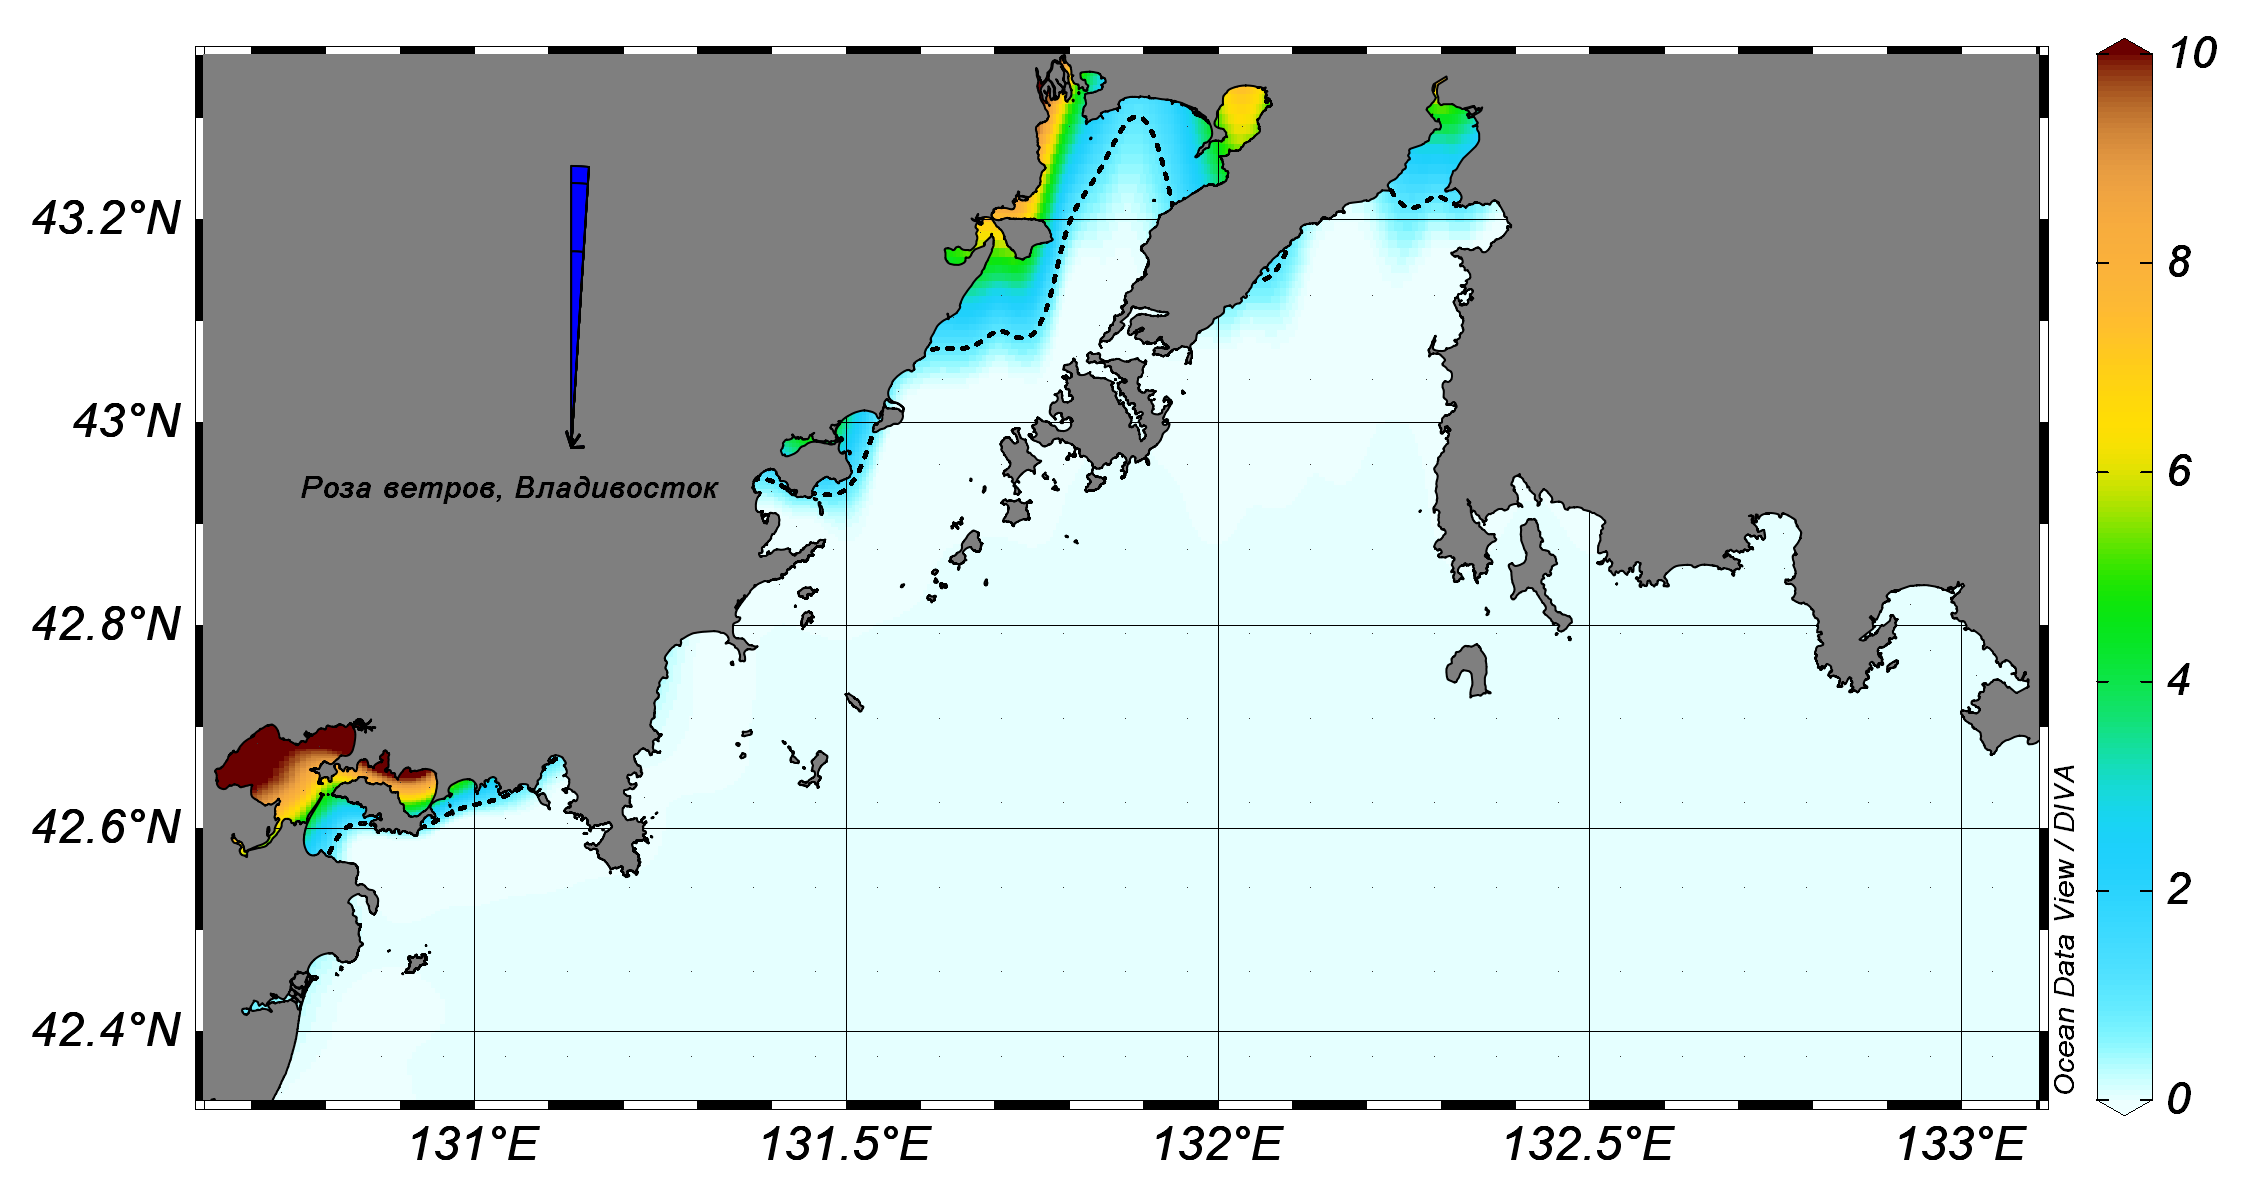 10
8
6
4
2
0
43.2°N
43°N
42.8°N
42.6°N
42.4°N
Роза ветров, Владивосток
131°E
131.5°E
132°E
132.5°E
133°E
Ocean Data View / DIVA